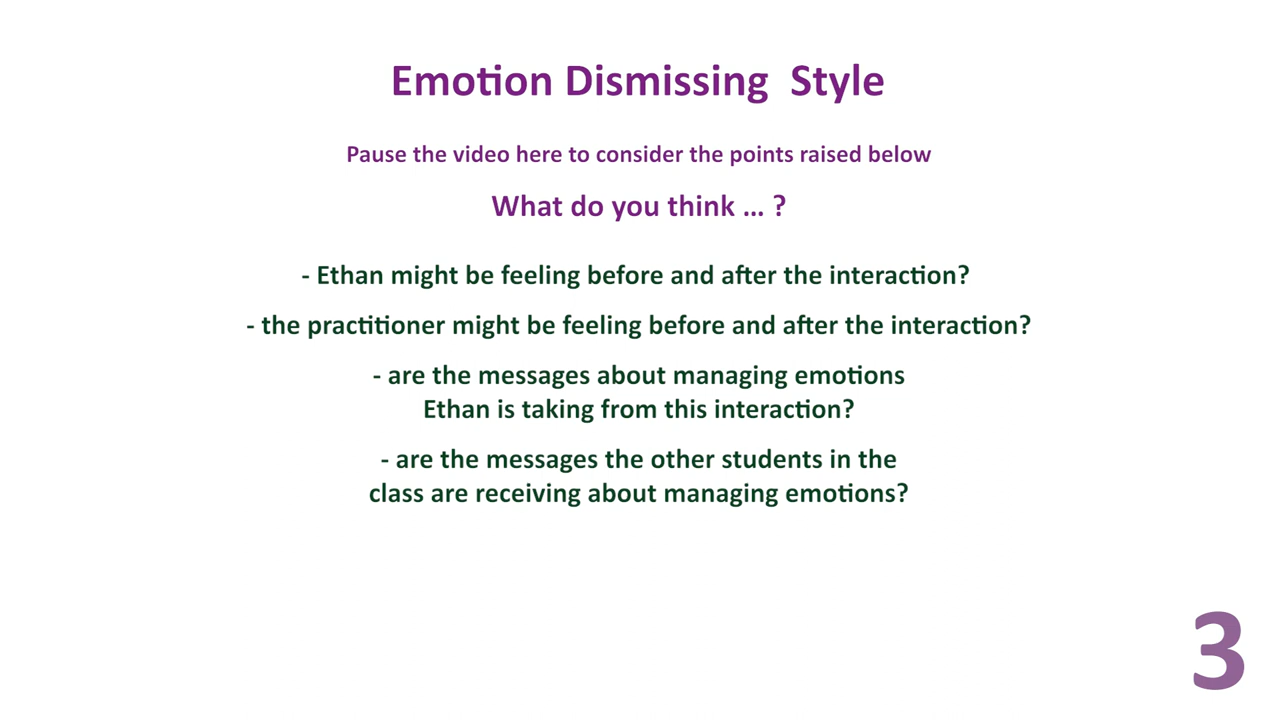 Emotion Dismissing  Style
Pause the video here to consider the points raised below
What do you think ... ?
- Ethan might be feeling before and after the interaction?
- the practitioner might be feeling before and after the interaction?
- are the messages about managing emotions
Ethan is taking from this interaction?
- are the messages the other students in the
class are receiving about managing emotions?
3